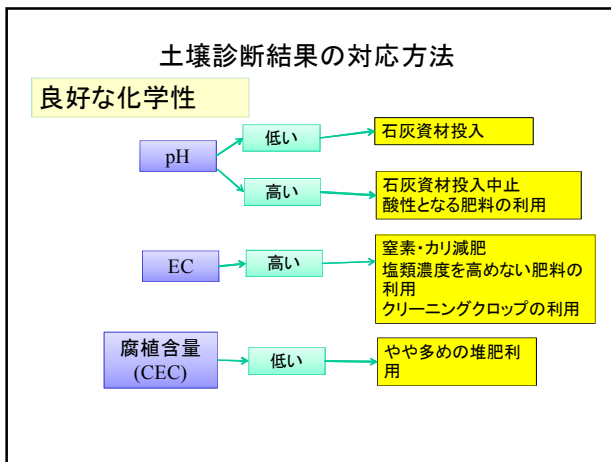 土壌診断結果の対応方法
良好な化学性
pH
低い
石灰資材投入
高い
石灰資材投入中止
酸性となる肥料の利用
EC
高い
窒素・カリ減肥
塩類濃度を高めない肥料の
利用
クリーニングクロップの利用
腐植含量
(CEC)
低い
やや多めの堆肥利
用